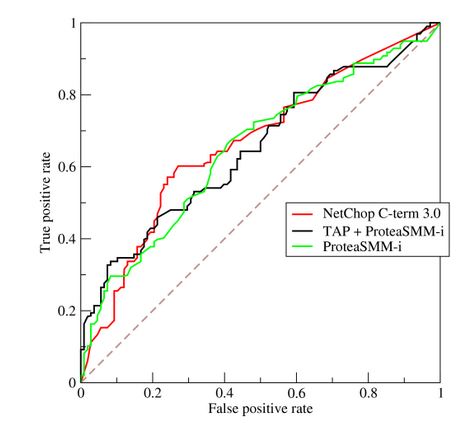 1
0.8
0.6
0.4
0.2
0
True positive rate
NetChop C-term 3.0
TAP + ProteaSMM-i
ProteaSMM-i
0 0.2 0.4 0.6 0.8 1
False positive rate